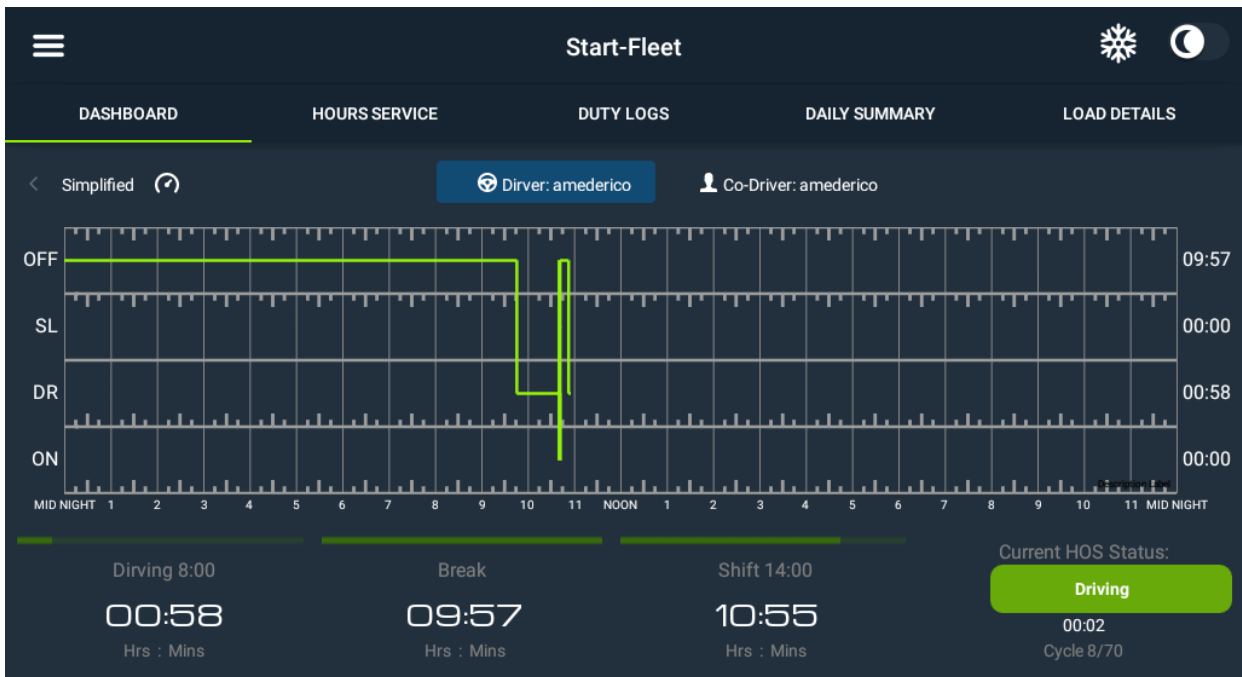 Start-Fleet
DASHBOARD HOURS SERVICE DUTY LOGS DAILY SUMMARY LOAD DETAILS
Simplified Dirver: amederico Co-Driver: amederico
OFF 09:57
SL 00:00
DR 00:58
ON 00:00
Description Label
MID NIGHT 1 2 3 4 5 6 7 8 9 10 11 NOON 1 2 3 4 5 6 7 8 9 10 11 MID NIGHT
Dirving 8:00 Break Shift 14:00 Current HOS Status:
Driving
00:58 09:57 10:55 00:02
Hrs : Mins Hrs : Mins Hrs : Mins Cycle 8/70